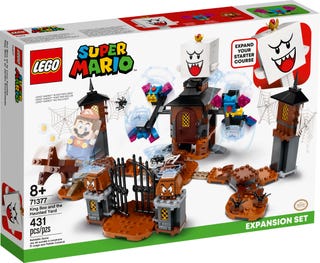 LEGO
SUPER
MARIO
EXPAND
YOUR
STARTER
COURSE
8+
71377
King Boo and the
Haunted Yard
431
pcs/pzs
EXPANSION SET